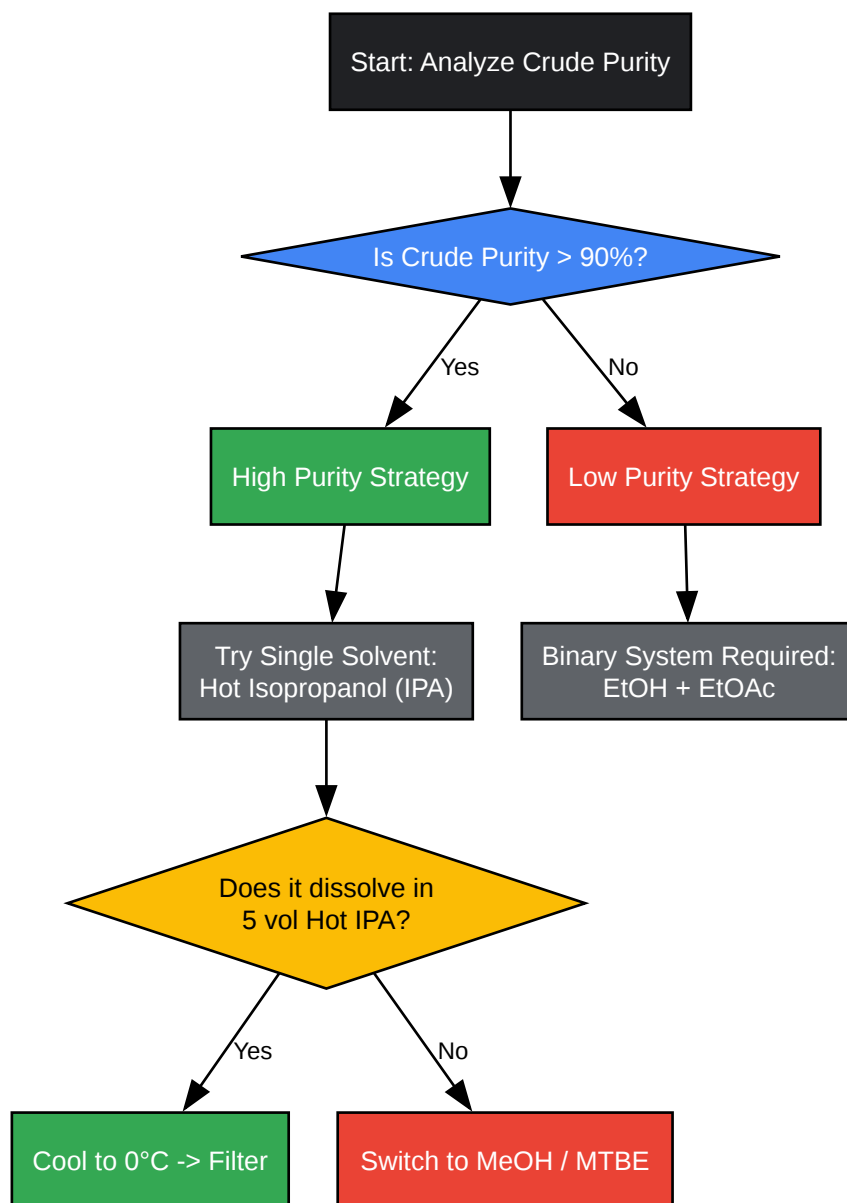 Start: Analyze Crude Purity
Is Crude Purity > 90%?
Yes
No
High Purity Strategy
Low Purity Strategy
Try Single Solvent:
Hot Isopropanol (IPA)
Binary System Required:
EtOH + EtOAc
Does it dissolve in
5 vol Hot IPA?
Yes
No
Cool to 0°C -> Filter
Switch to MeOH / MTBE